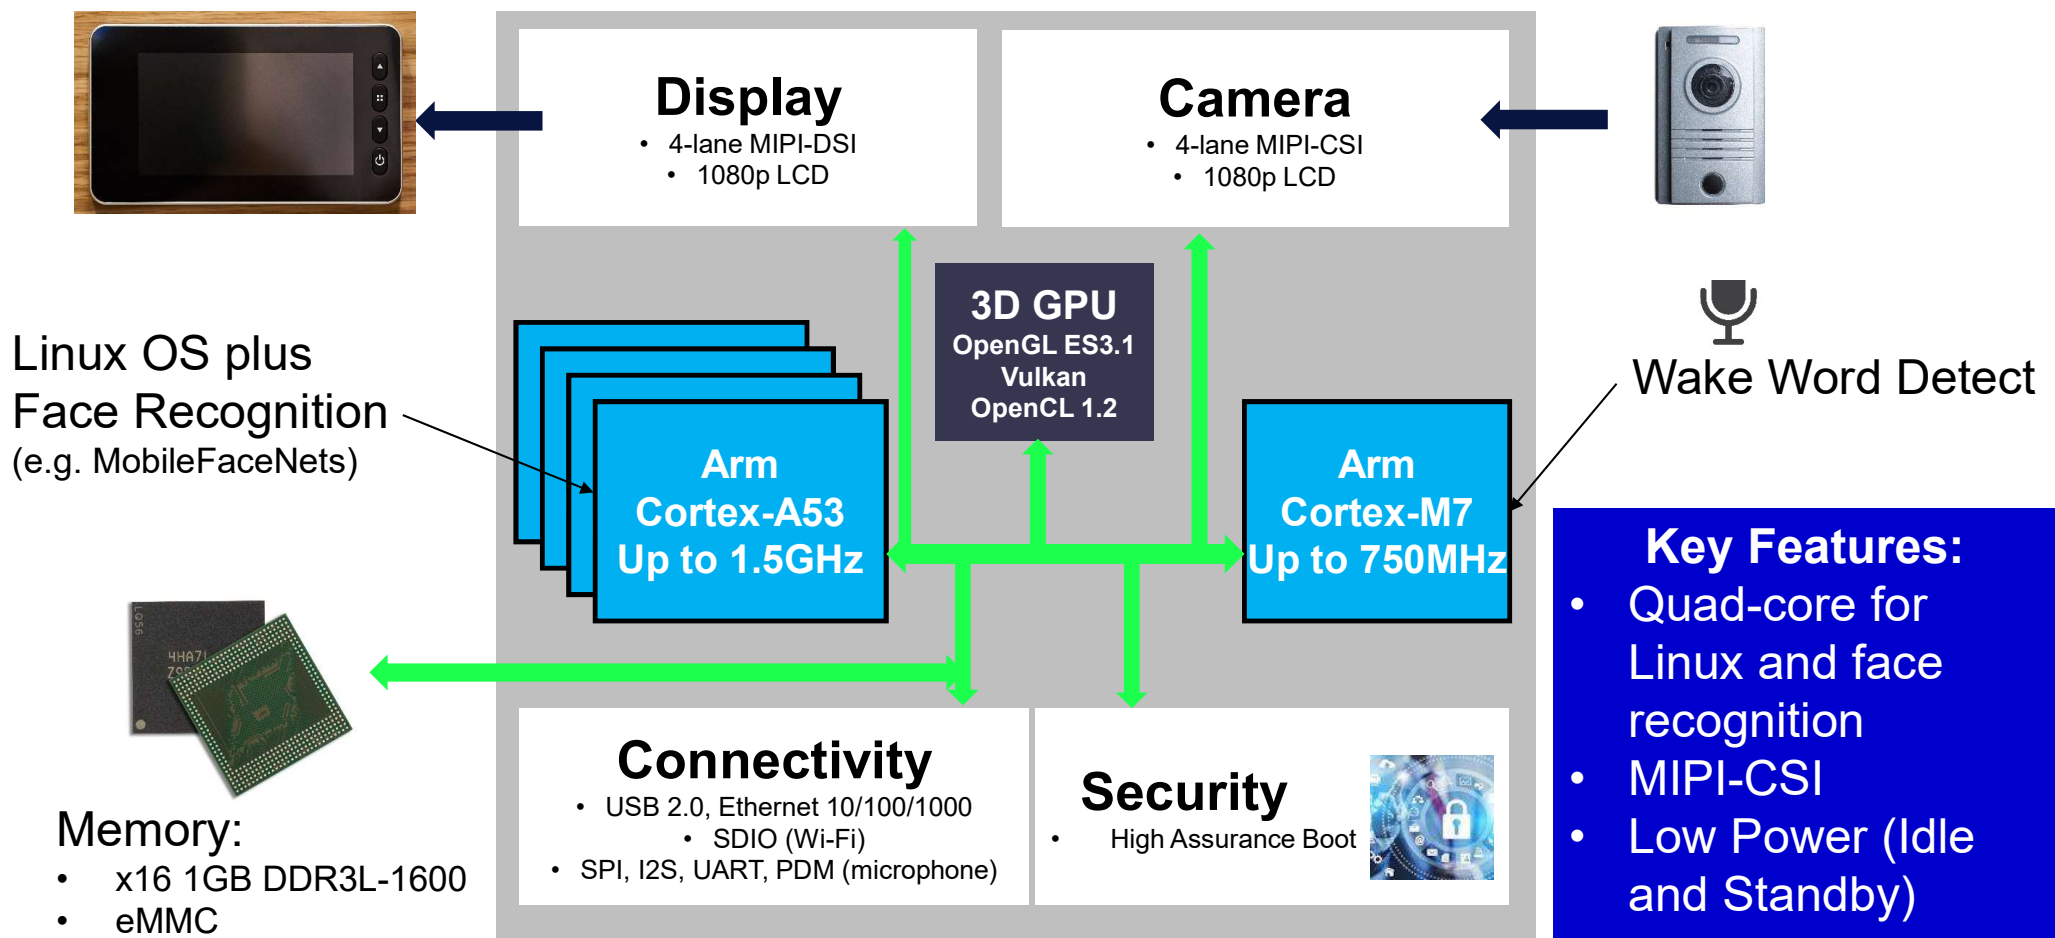 Display
• 4-lane MIPI-DSI
• 1080p LCD
Camera
• 4-lane MIPI-CSI
• 1080p LCD
3D GPU
OpenGL ES3.1
Vulkan
OpenCL 1.2
Linux OS plus
Face Recognition
(e.g. MobileFaceNets)
Arm
Cortex-A53
Up to 1.5GHz
Arm
Cortex-M7
Up to 750MHz
Wake Word Detect
Key Features:
• Quad-core for
Linux and face
recognition
• MIPI-CSI
• Low Power (Idle
and Standby)
LQ56
4HA7
Memory:
• x16 1GB DDR3L-1600
• eMMC
Connectivity
• USB 2.0, Ethernet 10/100/1000
• SDIO (Wi-Fi)
• SPI, I2S, UART, PDM (microphone)
Security
• High Assurance Boot